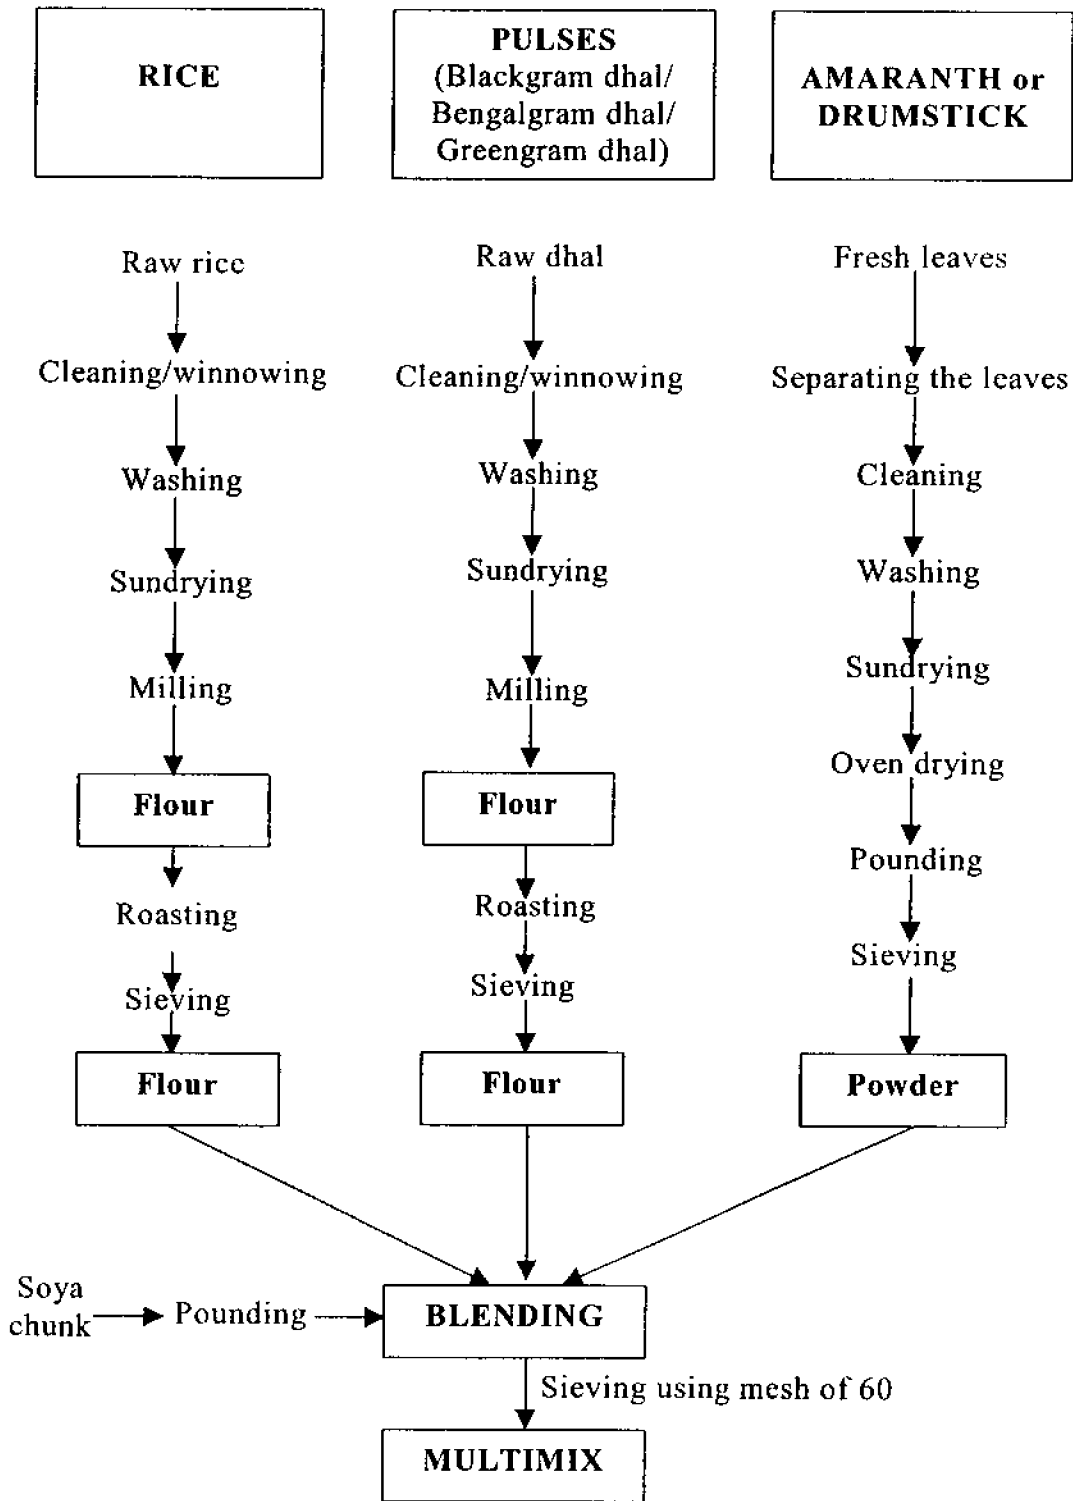 RICE
PULSES
(Blackgram dhal/
Bengalgram dhal/
Greengram dhal)
AMARANTH or
DRUMSTICK
Raw rice
Cleaning/winnowing
Washing
Sundrying
Milling
Flour
Roasting
Sieving
Flour
Raw dhal
Cleaning/winnowing
Washing
Sundrying
Milling
Flour
Roasting
Sieving
Flour
Fresh leaves
Separating the leaves
Cleaning
Washing
Sundrying
Oven drying
Pounding
Sieving
Powder
Soya
chunk
Pounding
BLENDING
Sieving using mesh of 60
MULTIMIX